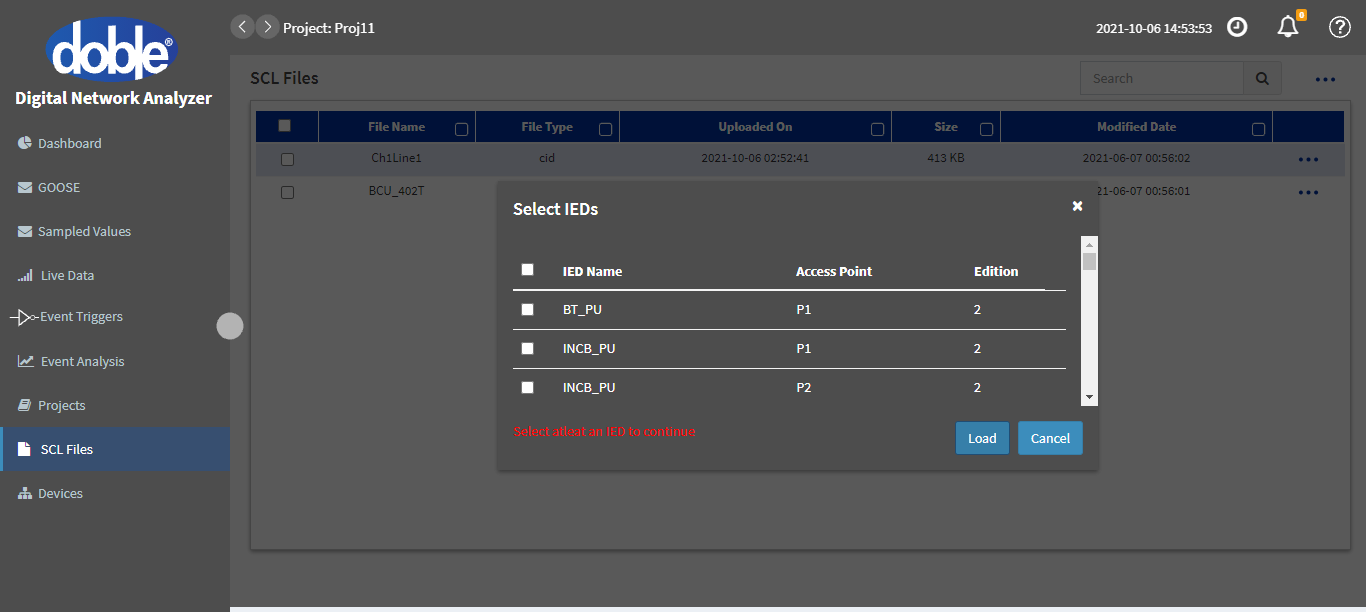 doble®
Digital Network Analyzer
Dashboard
GOOSE
Sampled Values
Live Data
Event Triggers
Event Analysis
Projects
SCL Files
Devices
Project: Proj11
2021-10-06 14:53:53
0
SCL Files
Search
File Name File Type Uploaded On Size Modified Date
Ch1Line1 cid 2021-10-06 02:52:41 413 KB 2021-06-07 00:56:02
BCU_402T 21-06-07 00:56:01
Select IEDs
IED Name Access Point Edition
BT_PU P1 2
INCB_PU P1 2
INCB_PU P2 2
Select atleat an IED to continue
Load Cancel